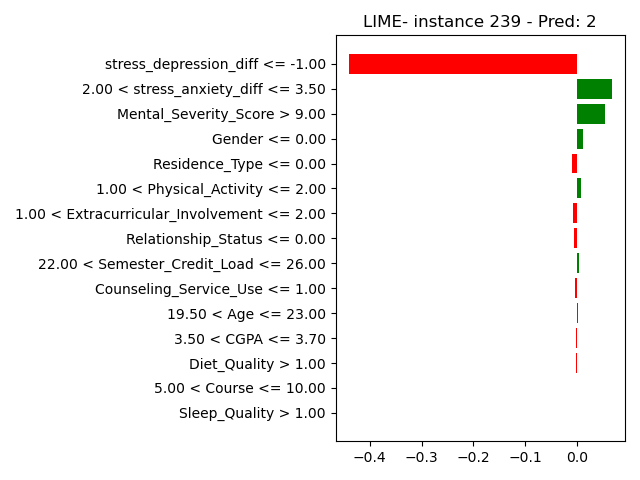 LIME- instance 239 - Pred: 2
stress_depression_diff <= -1.00
2.00 < stress_anxiety_diff <= 3.50
Mental_Severity_Score > 9.00
Gender <= 0.00
Residence_Type <= 0.00
1.00 < Physical_Activity <= 2.00
1.00 < Extracurricular_Involvement <= 2.00
Relationship_Status <= 0.00
22.00 < Semester_Credit_Load <= 26.00
Counseling_Service_Use <= 1.00
19.50 < Age <= 23.00
3.50 < CGPA <= 3.70
Diet_Quality > 1.00
5.00 < Course <= 10.00
Sleep_Quality > 1.00
−0.4 −0.3 −0.2 −0.1 0.0